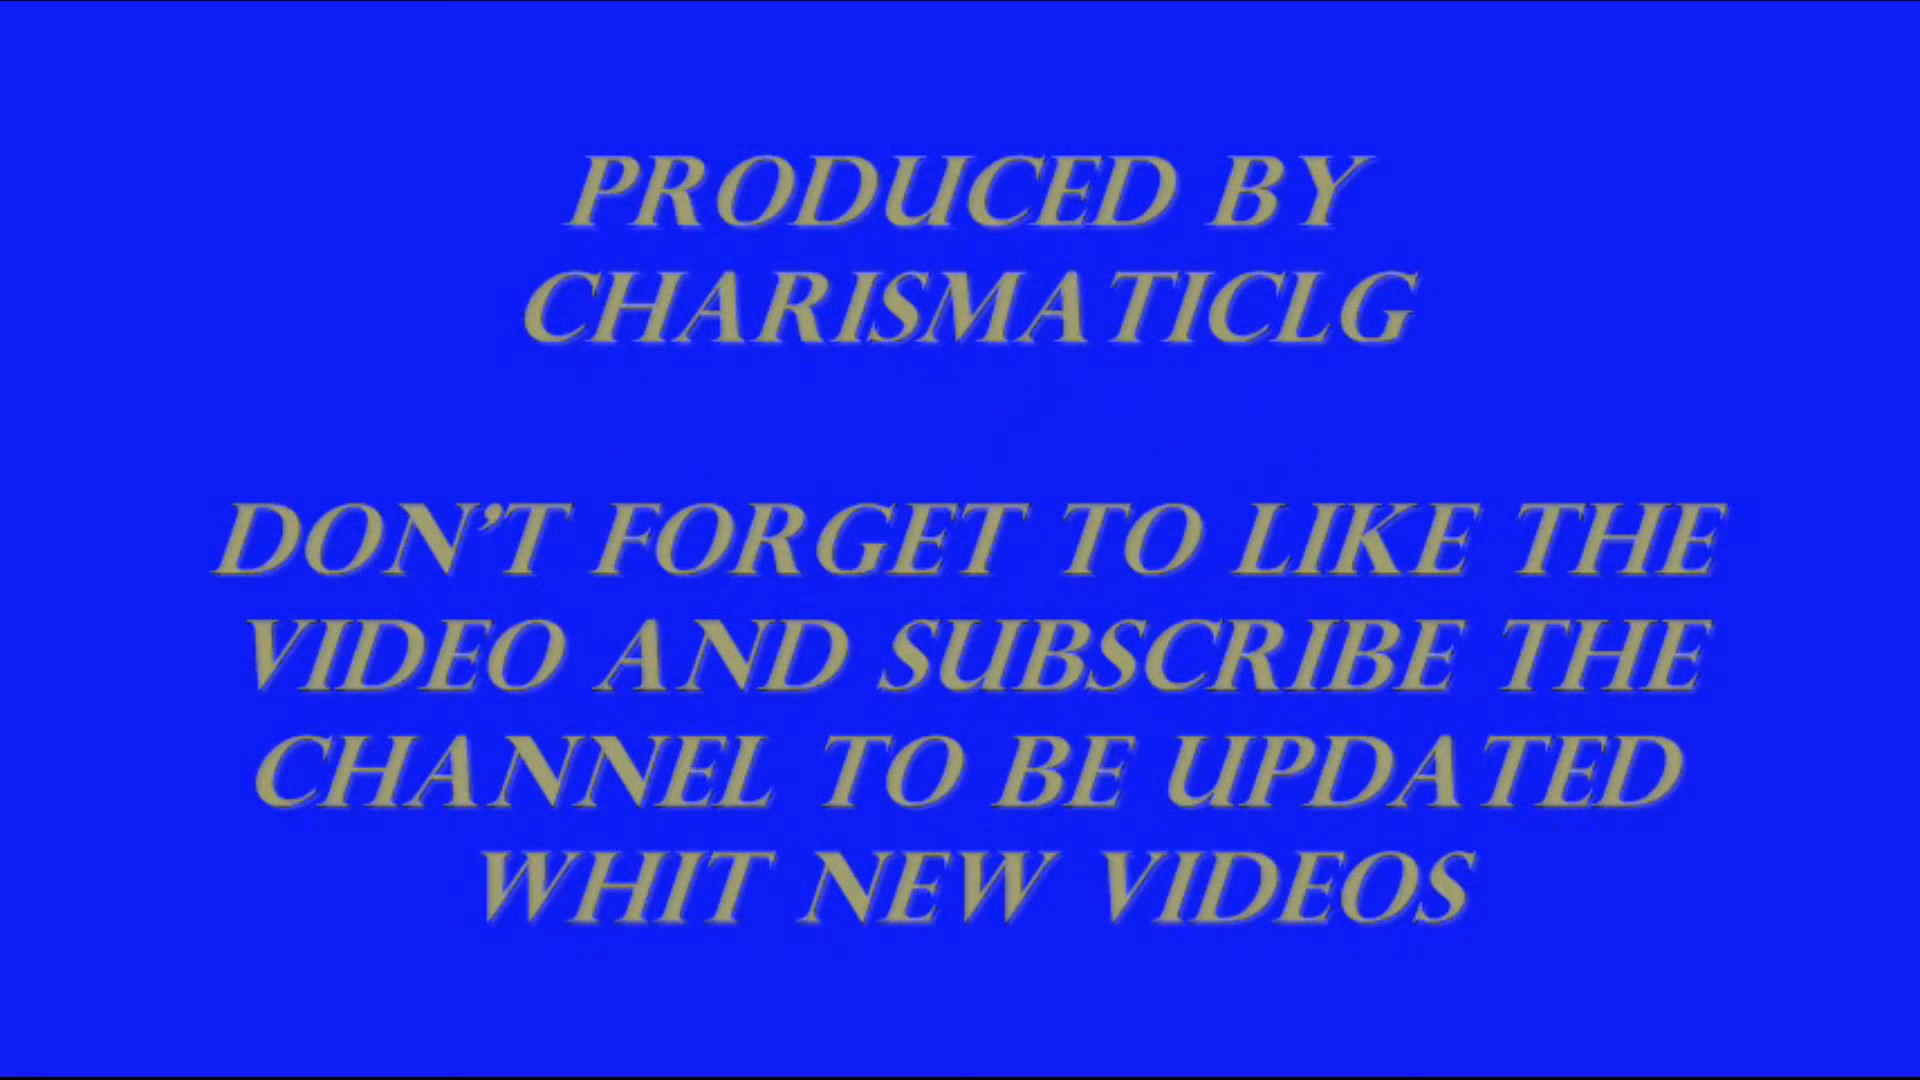 PRODUCED BY
CHARISMATICLG
DON'T FORGET TO LIKE THE
VIDEO AND SUBSCRIBE THE
CHANNEL TO BE UPDATED
WHIT NEW VIDEOS